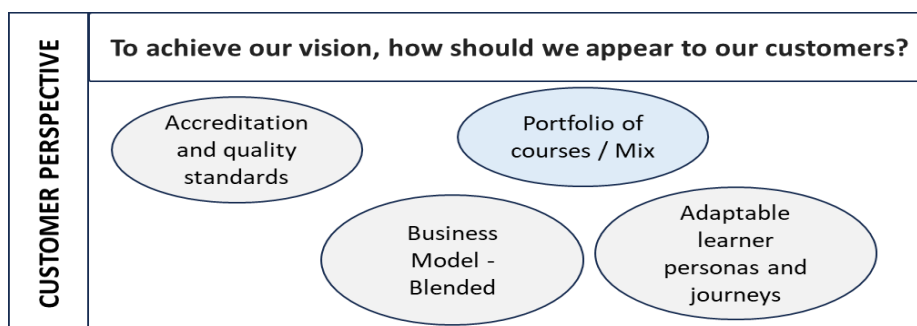 CUSTOMER PERSPECTIVE
To achieve our vision, how should we appear to our customers?
Accreditation
and quality
standards
Portfolio of
courses / Mix
Business
Model -
Blended
Adaptable
learner
personas and
journeys